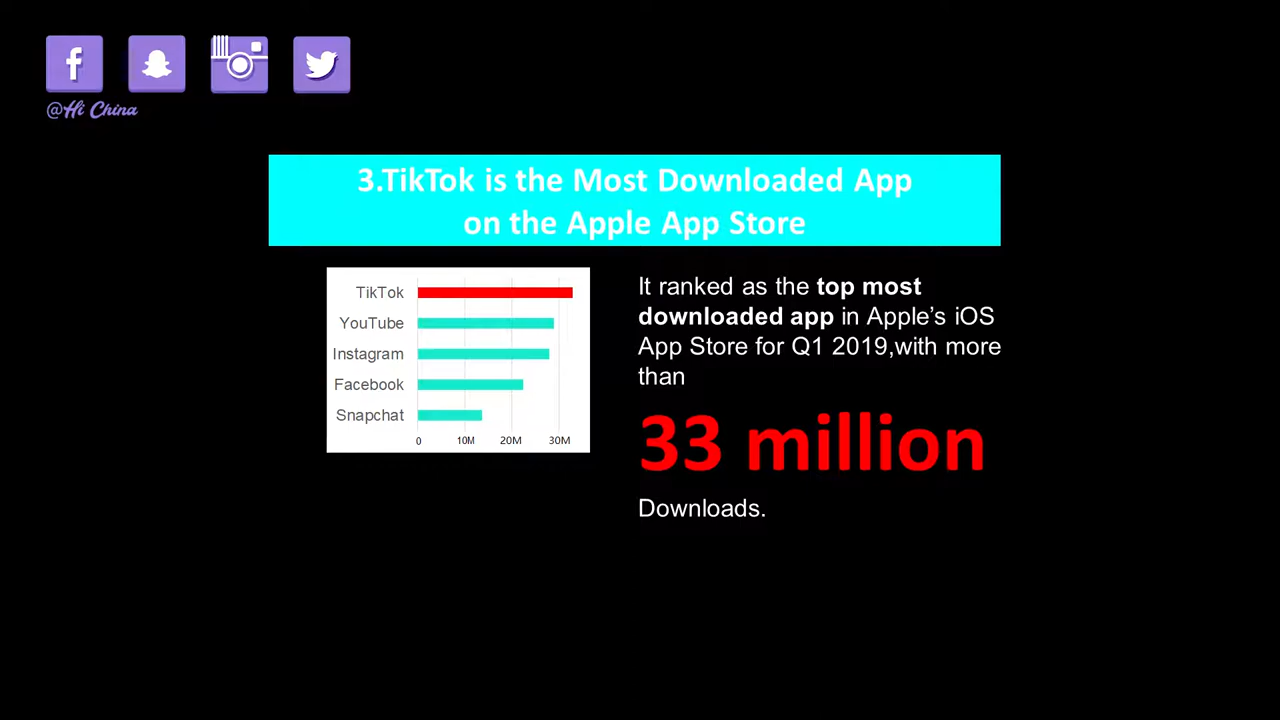 @Hi China
3.TikTok is the Most Downloaded App
on the Apple App Store
TikTok
YouTube
Instagram
Facebook
Snapchat
0 10M 20M 30M
It ranked as the top most
downloaded app in Apple’s iOS
App Store for Q1 2019,with more
than
33 million
Downloads.